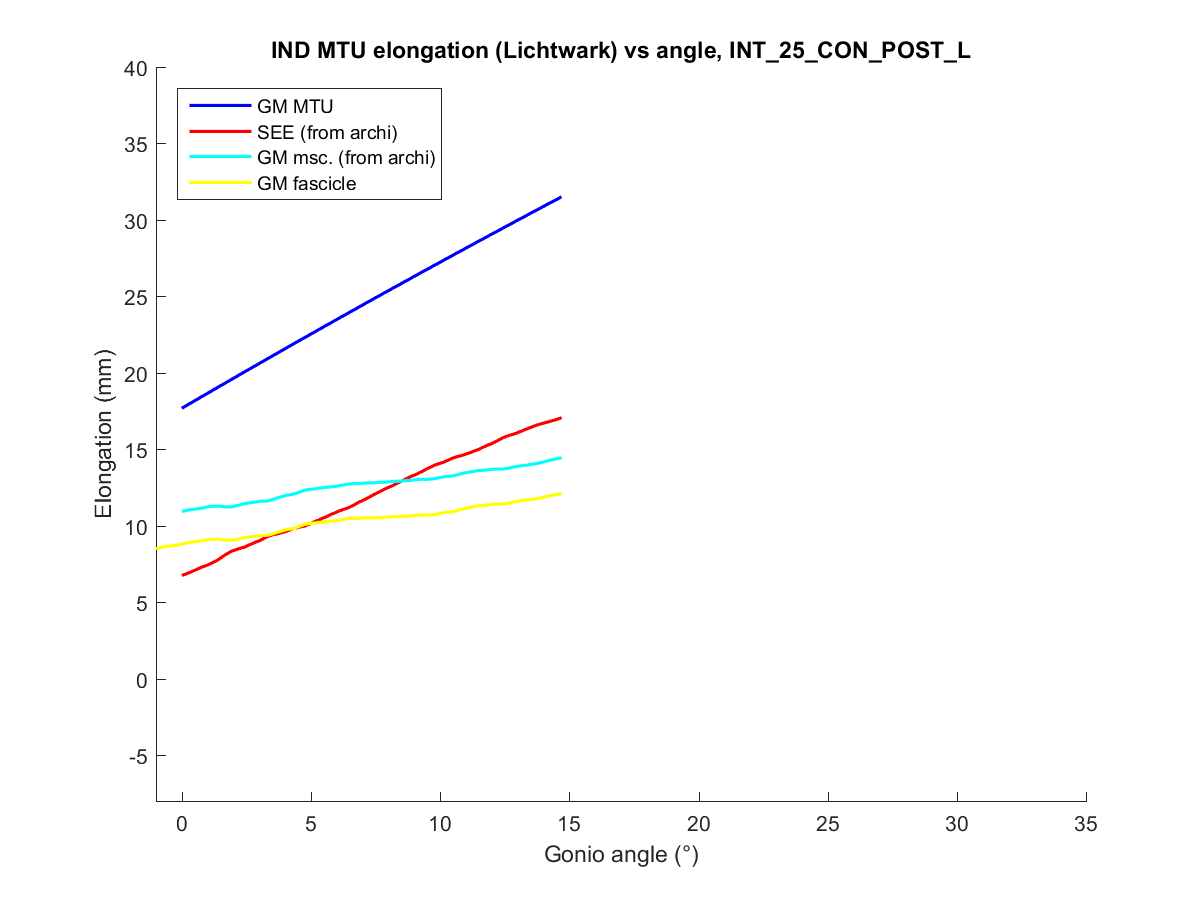 IND MTU elongation (Lichtwark) vs angle, INT_25_CON_POST_L
GM MTU
SEE (from archi)
GM msc. (from archi)
GM fascicle
Elongation (mm)
40
35
30
25
20
15
10
5
0
-5
0 5 10 15 20 25 30 35
Gonio angle (°)